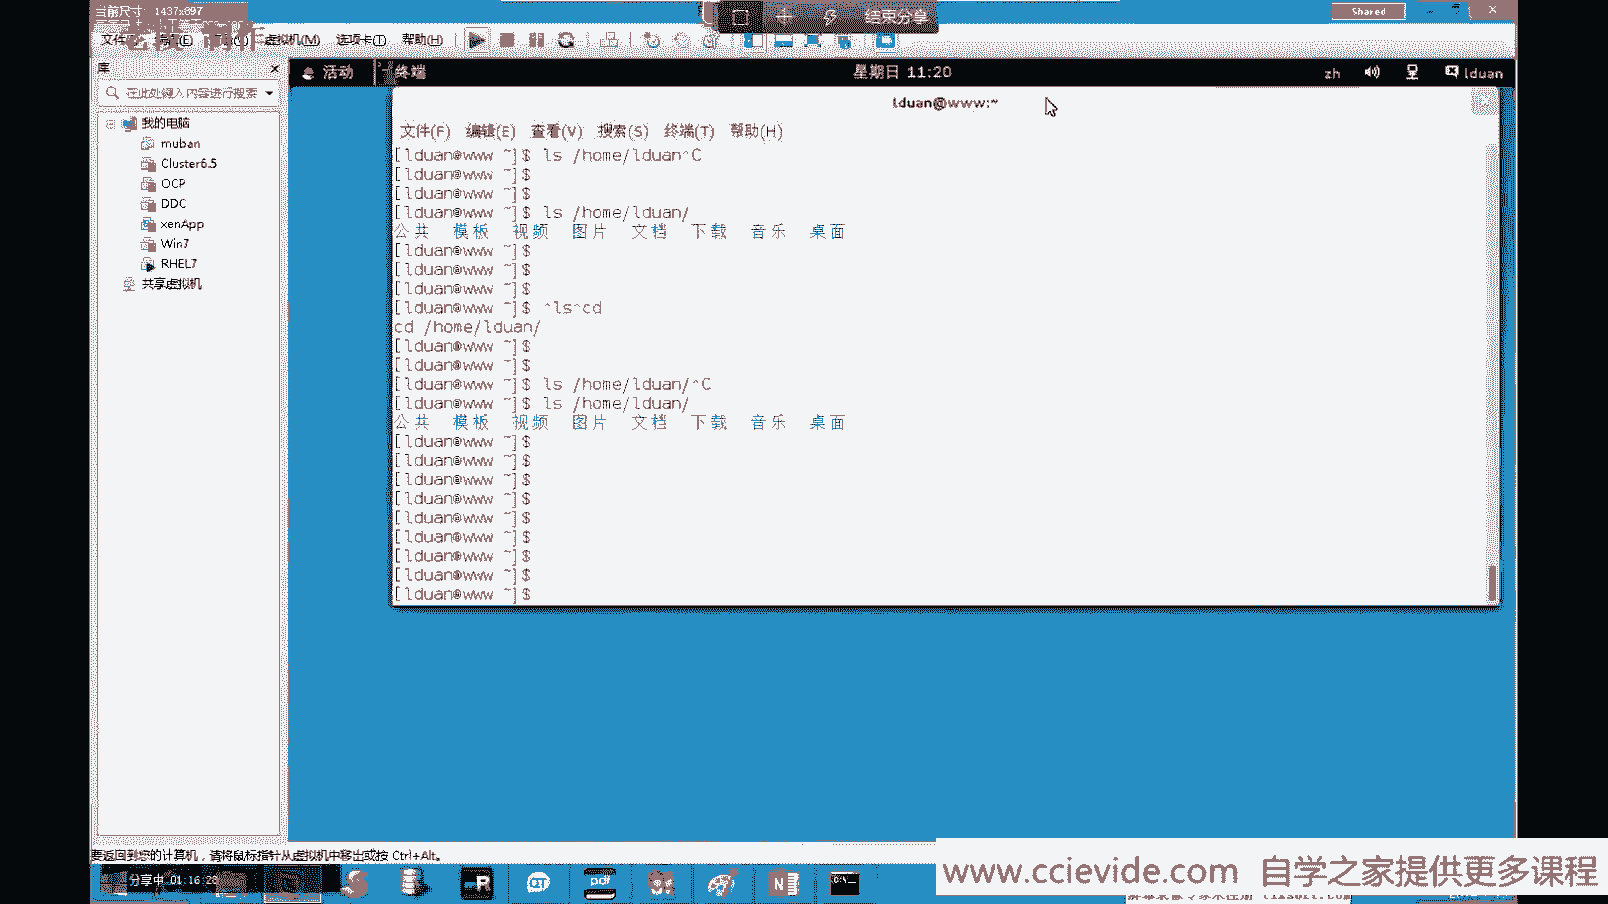 当前尺寸 1437x897
结束分享
Shared
虚拟机(M) 选项卡(T) 帮助(H)
库
在此处键入内容进行搜索
我的电脑
muban
Cluster6.5
OCP
DDC
xenApp
Win7
RHEL7
共享虚拟机
活动 终端 星期日 11:20 zh lduan
lduan@www:~
文件(F) 编辑(E) 查看(V) 搜索(S) 终端(T) 帮助(H)
[lduan@www ~]$ ls /home/lduan^C
[lduan@www ~]$
[lduan@www ~]$
[lduan@www ~]$ ls /home/lduan/
公共 模板 视频 图片 文档 下载 音乐 桌面
[lduan@www ~]$
[lduan@www ~]$
[lduan@www ~]$
[lduan@www ~]$ ^ls^cd
cd /home/lduan/
[lduan@www ~]$
[lduan@www ~]$
[lduan@www ~]$ ls /home/lduan/^C
[lduan@www ~]$ ls /home/lduan/
公共 模板 视频 图片 文档 下载 音乐 桌面
[lduan@www ~]$
[lduan@www ~]$
[lduan@www ~]$
[lduan@www ~]$
[lduan@www ~]$
[lduan@www ~]$
[lduan@www ~]$
[lduan@www ~]$
[lduan@www ~]$
要返回到您的计算机，请将鼠标指针从虚拟机中移出或按 Ctrl+Alt。
分享中 01:16:28
pdf
www.ccievide.com 自学之家提供更多课程